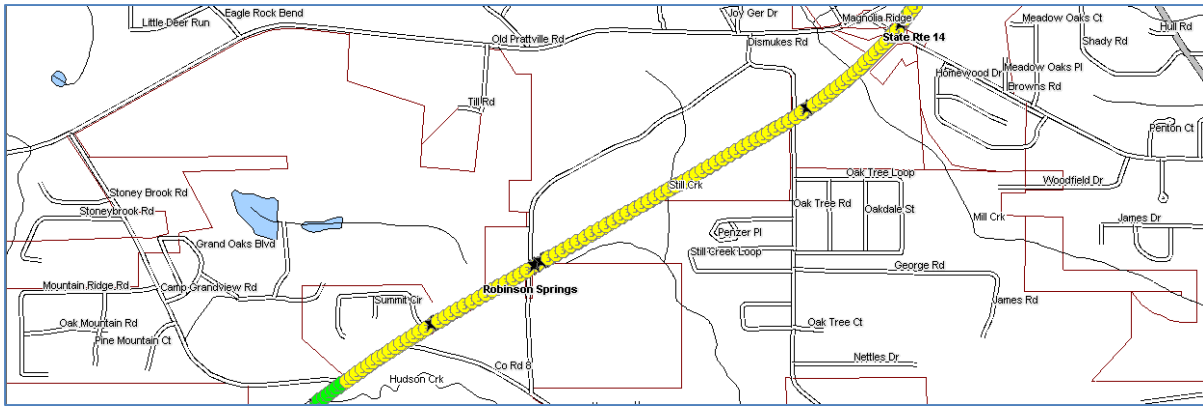 Eagle Rock Bend
Little Deer Run
Joy Ger Dr
Magnolia Ridge
Meadow Oaks Ct
Hull Rd
Old Prattville Rd
Dismukes Rd
State Rte 14
Shady Rd
Homewood Dr
Meadow Oaks Pl
Browns Rd
Till Rd
Penton Ct
Still Crk
Oak Tree Loop
Woodfield Dr
Stoney Brook Rd
Stoneybrook Rd
Oak Tree Rd
Oakdale St
Mill Crk
James Dr
Penzer Pl
Grand Oaks Blvd
Still Creek Loop
George Rd
Mountain Ridge Rd
Camp Grandview Rd
Robinson Springs
Summit Cir
James Rd
Oak Mountain Rd
Oak Tree Ct
Pine Mountain Ct
Nettles Dr
Co Rd 8
Hudson Crk